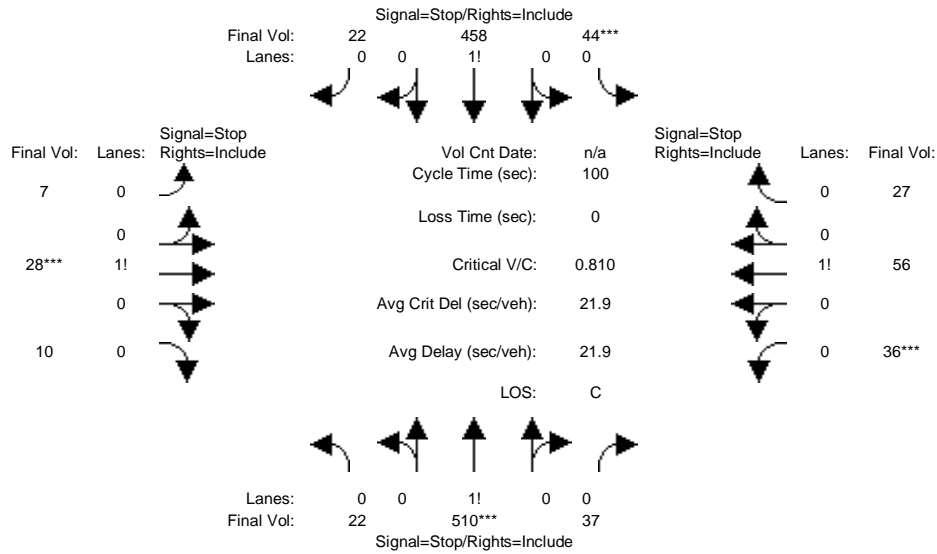 Signal=Stop/Rights=Include
Final Vol: 22 458 44***
Lanes: 0 0 1! 0 0
Signal=Stop Signal=Stop
Final Vol: Lanes: Rights=Include Vol Cnt Date: n/a Rights=Include Lanes: Final Vol:
Cycle Time (sec): 100
7 0 0 27
Loss Time (sec): 0
0 0
28*** 1! Critical V/C: 0.810 1! 56
0 Avg Crit Del (sec/veh): 21.9 0
10 0 Avg Delay (sec/veh): 21.9 0 36***
LOS: C
Lanes: 0 0 1! 0 0
Final Vol: 22 510*** 37
Signal=Stop/Rights=Include